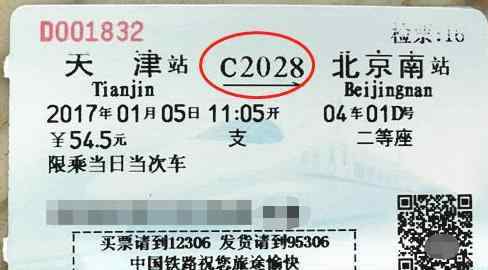 D001832 检票:16
天津站 C2028 北京南站
Tianjin Beijingnan
2017年01月05日 11:05开 04车01D号
￥54.5元 支 二等座
限乘当日当次车
买票请到12306 发货请到95306
中国铁路祝您旅途愉快